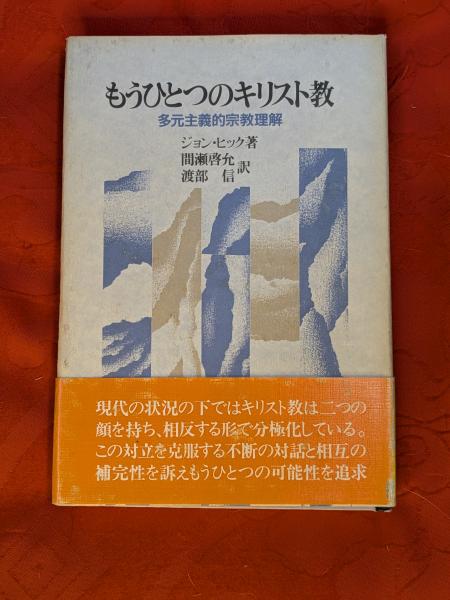 もうひとつのキリスト教
多元主義的宗教理解
ジョン・ヒック著
間瀬啓允
渡部 信
訳
現代の状況の下ではキリスト教は二つの
顔を持ち、相反する形で分極化している。
この対立を克服する不断の対話と相互の
補完性を訴えもうひとつの可能性を追求